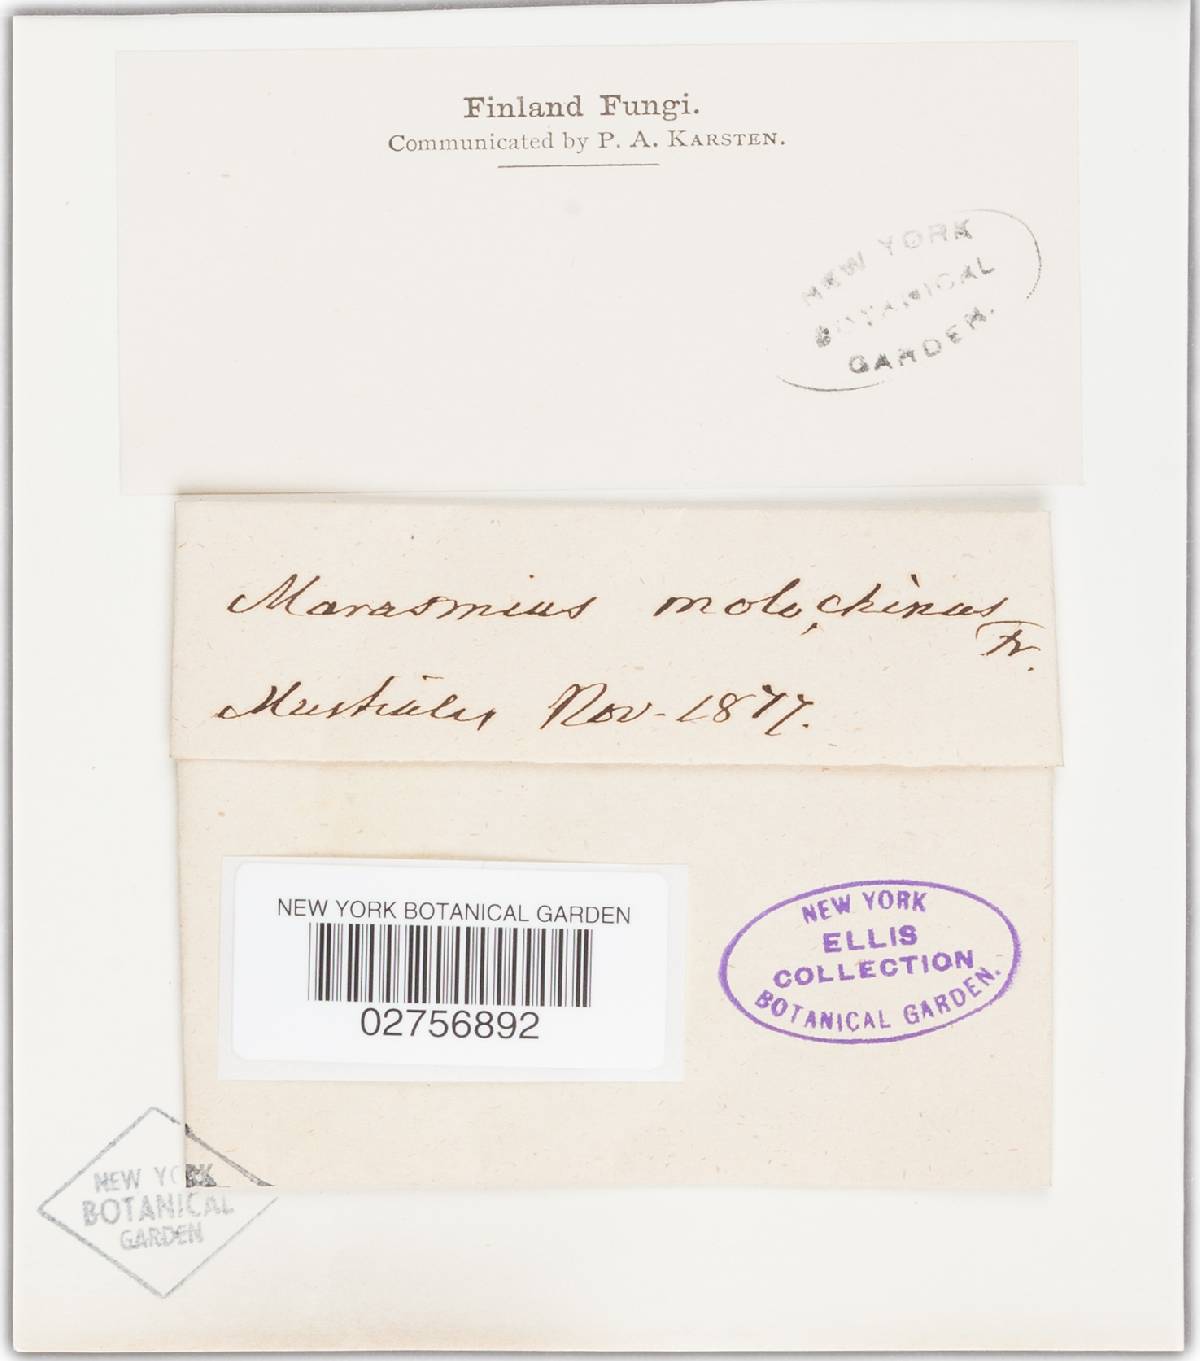 Finland Fungi.
Communicated by P. A. KARSTEN.
NEW YORK
BOTANICAL
GARDEN.
Marasmius molochinus
Fr.
Mustiala, Nov. 1877.
NEW YORK BOTANICAL GARDEN
02756892
NEW YORK
ELLIS
COLLECTION
BOTANICAL GARDEN.
NEW YORK
BOTANICAL
GARDEN